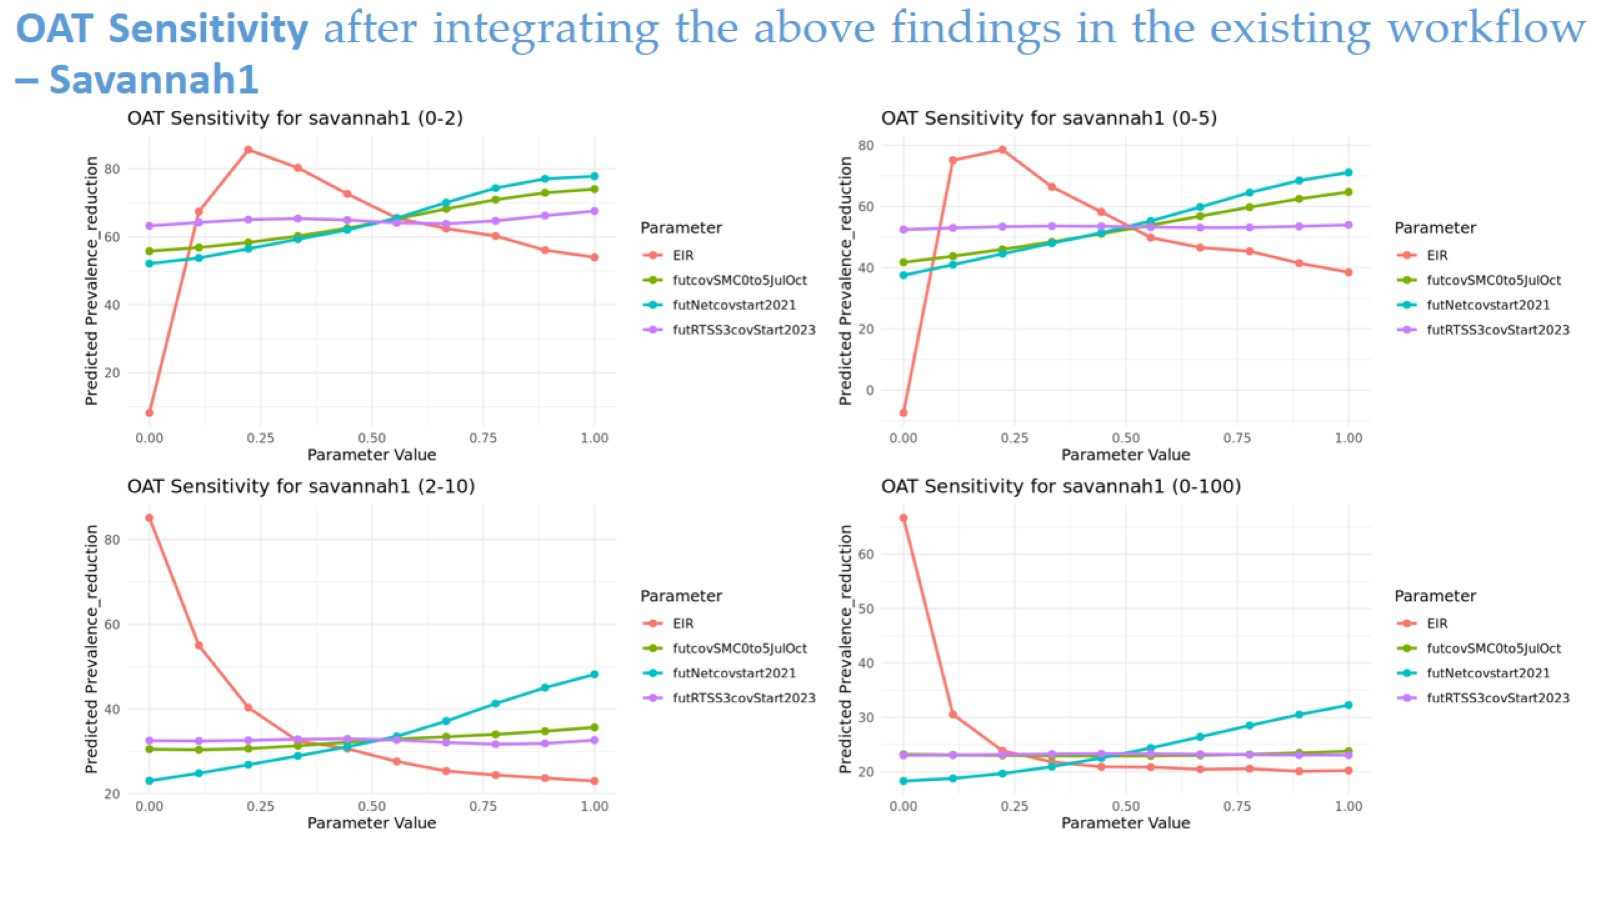 OAT Sensitivity after integrating the above findings in the existing workflow
– Savannah1
OAT Sensitivity for savannah1 (0-2)
Predicted Prevalence_reduction
80
60
40
20
0.00 0.25 0.50 0.75 1.00
Parameter Value
Parameter
EIR
futcovSMC0to5JulOct
futNetcovstart2021
futRTSS3covStart2023
OAT Sensitivity for savannah1 (0-5)
Predicted Prevalence_reduction
80
60
40
20
0
0.00 0.25 0.50 0.75 1.00
Parameter Value
Parameter
EIR
futcovSMC0to5JulOct
futNetcovstart2021
futRTSS3covStart2023
OAT Sensitivity for savannah1 (2-10)
Predicted Prevalence_reduction
80
60
40
20
0.00 0.25 0.50 0.75 1.00
Parameter Value
Parameter
EIR
futcovSMC0to5JulOct
futNetcovstart2021
futRTSS3covStart2023
OAT Sensitivity for savannah1 (0-100)
Predicted Prevalence_reduction
60
50
40
30
20
0.00 0.25 0.50 0.75 1.00
Parameter Value
Parameter
EIR
futcovSMC0to5JulOct
futNetcovstart2021
futRTSS3covStart2023